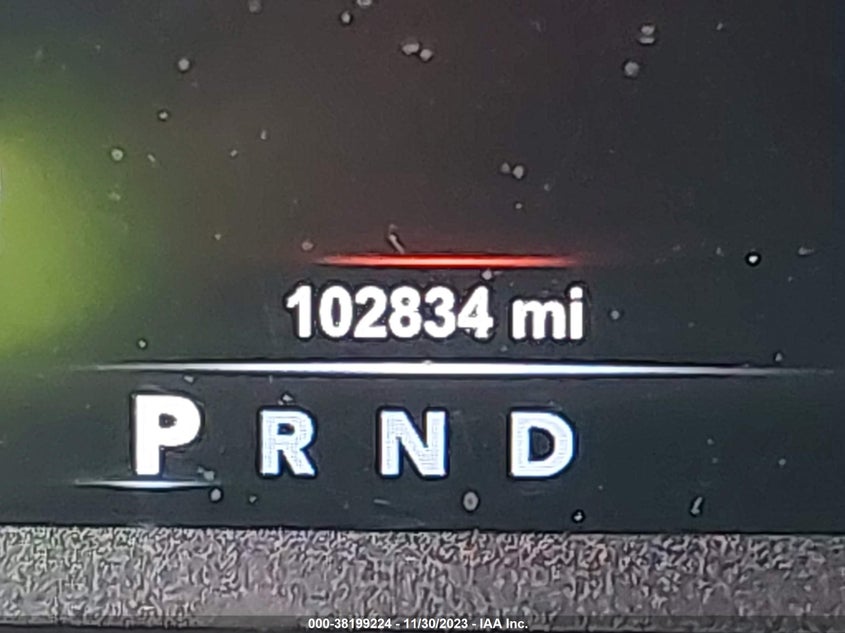 102834 mi
P R N D
000-38199224 - 11/30/2023 - IAA Inc.